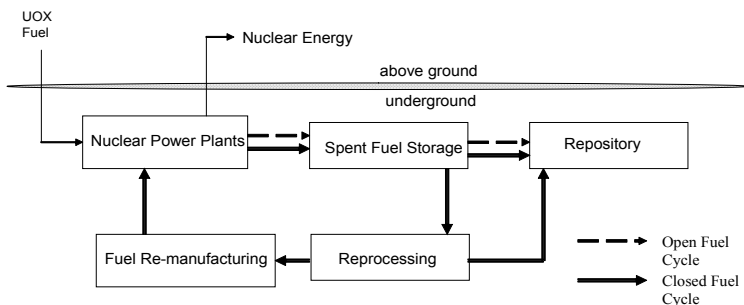 UOX
Fuel
Nuclear Energy
above ground
underground
Nuclear Power Plants
Spent Fuel Storage
Repository
Fuel Re-manufacturing
Reprocessing
Open Fuel
Cycle
Closed Fuel
Cycle